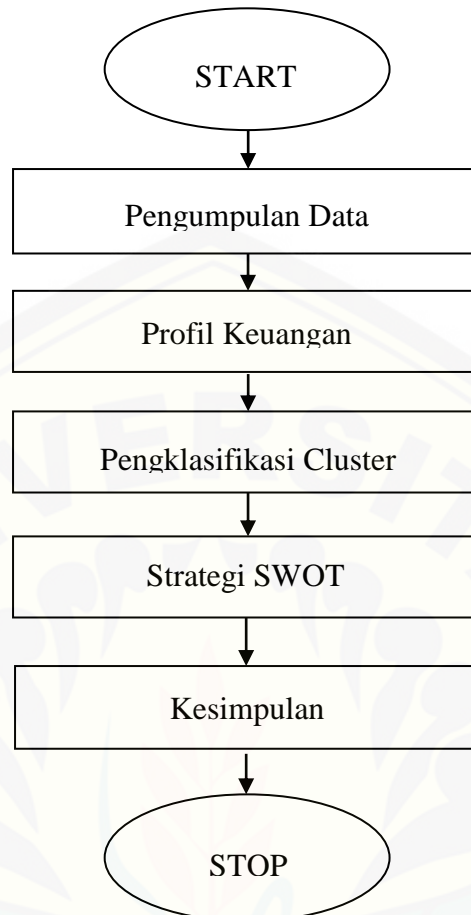 START
Pengumpulan Data
Profil Keuangan
Pengklasifikasi Cluster
Strategi SWOT
Kesimpulan
STOP